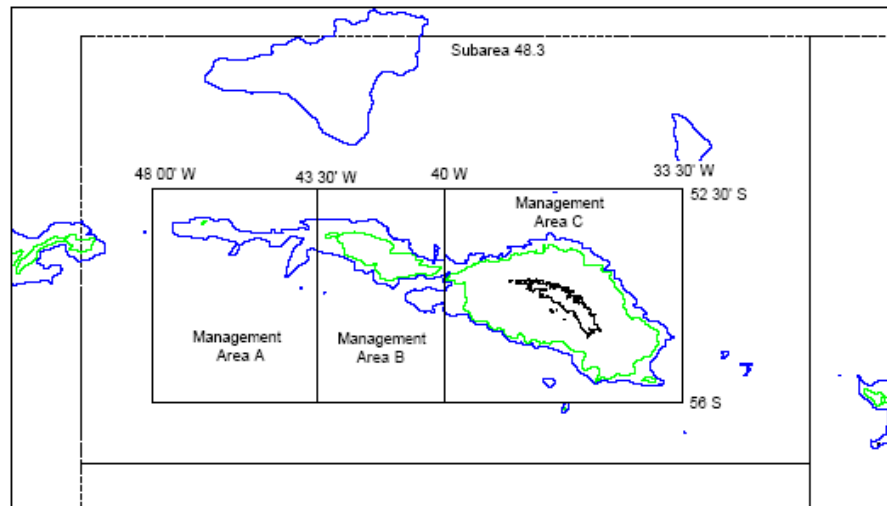 Subarea 48.3
48 00' W
43 30' W
40 W
33 30' W
52 30' S
Management
Area C
Management
Area A
Management
Area B
56 S